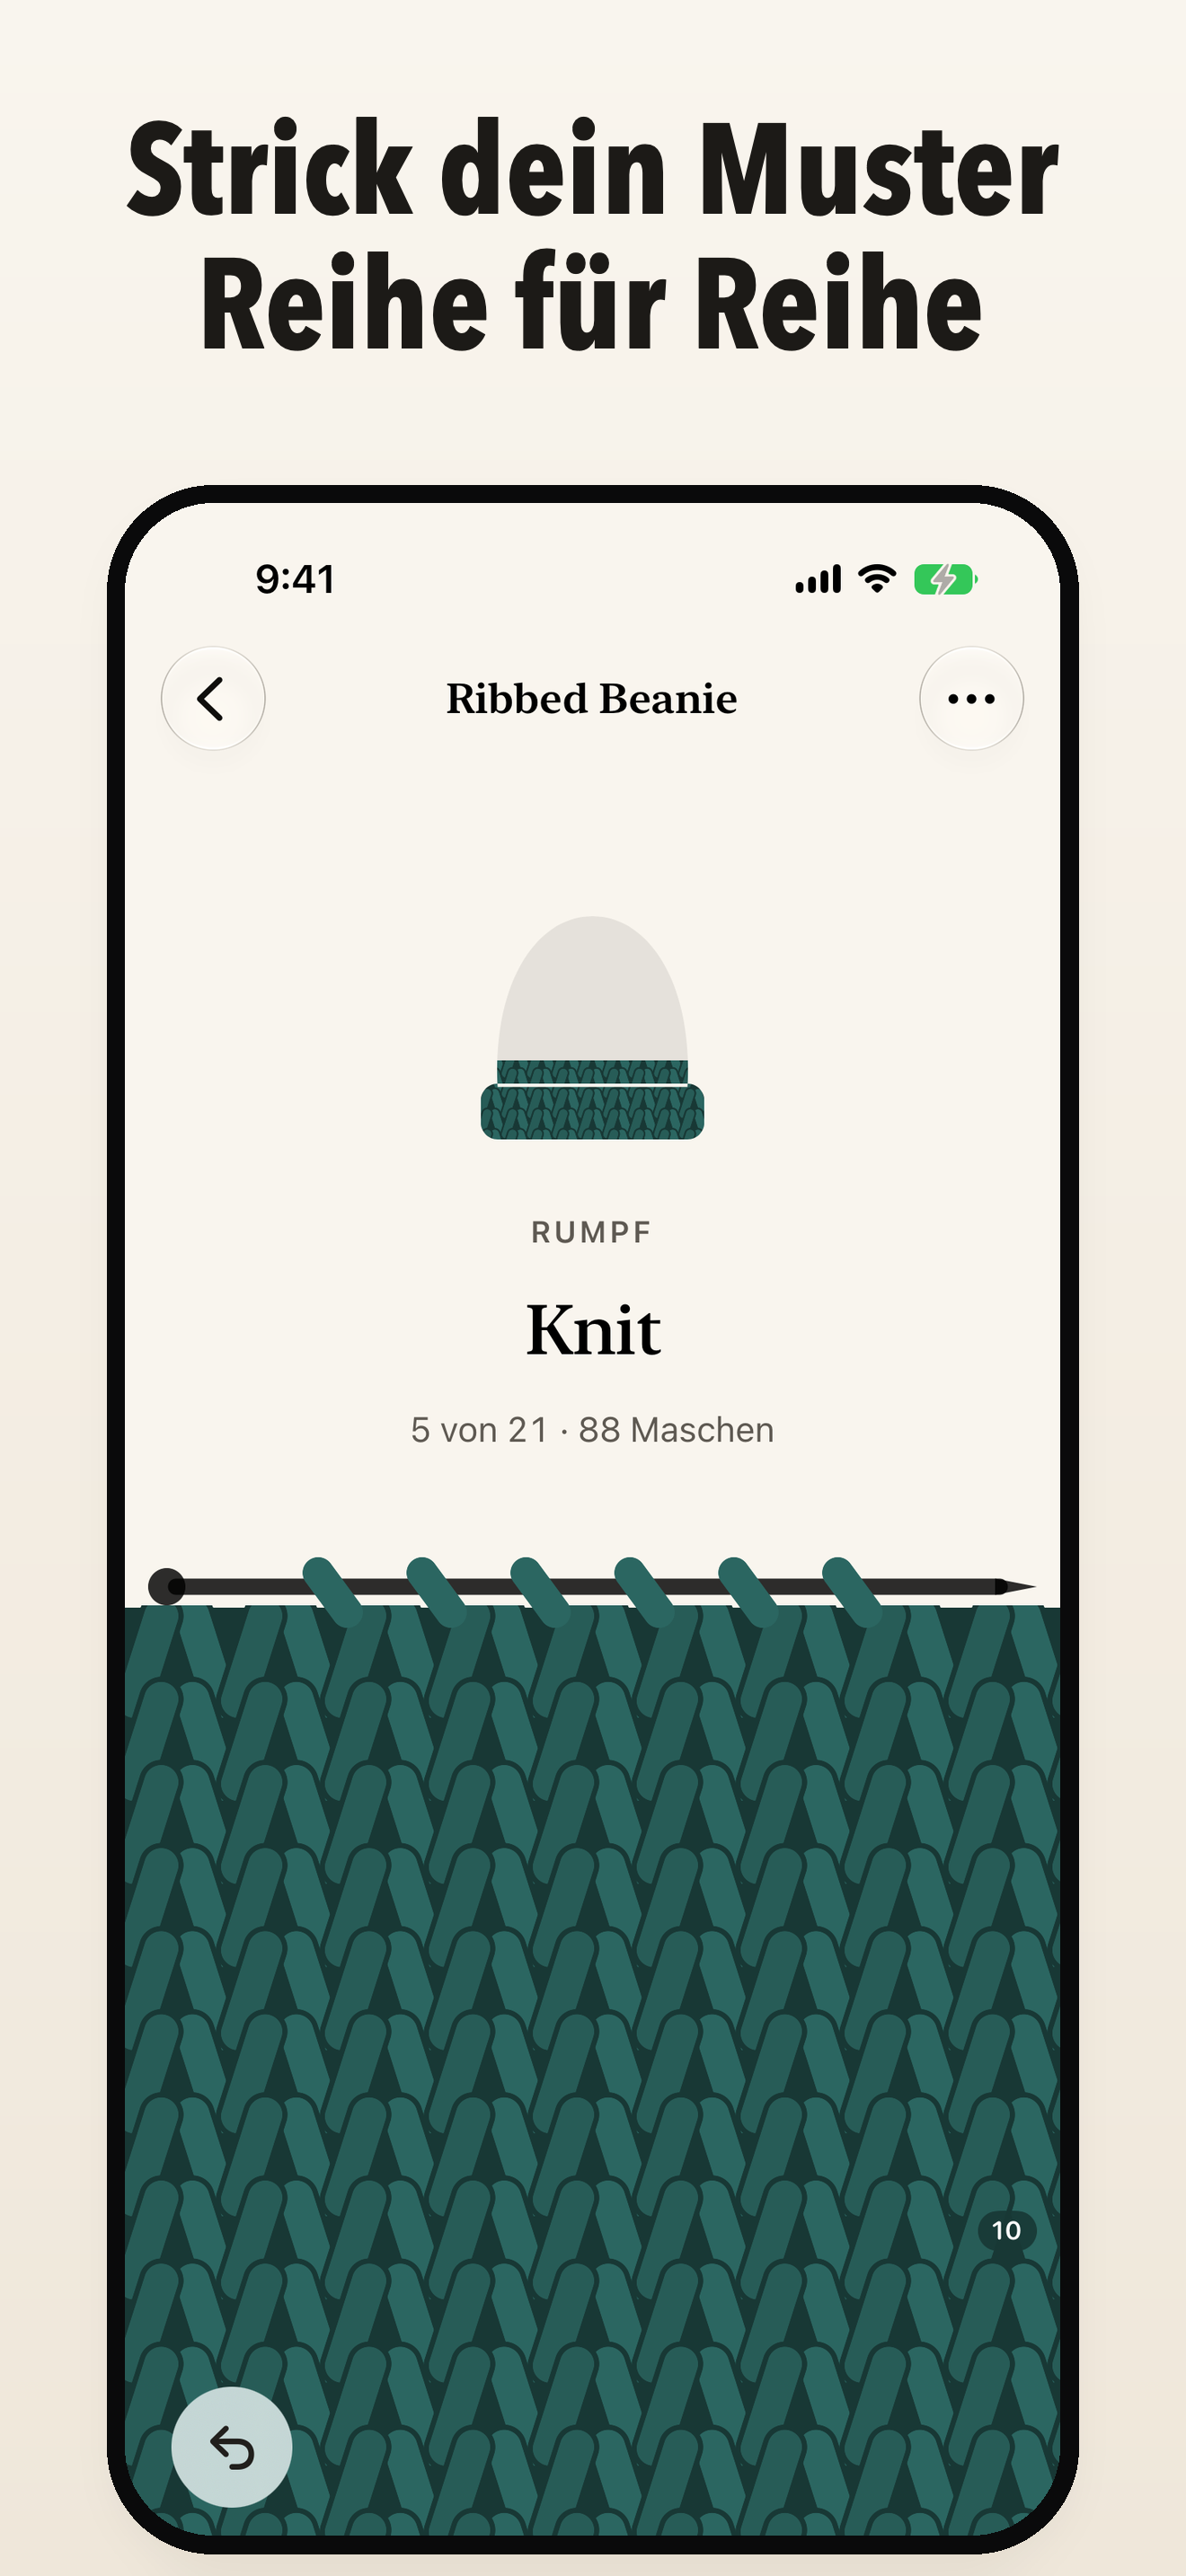 Strick dein Muster
Reihe für Reihe
9:41
Ribbed Beanie
RUMPF
Knit
5 von 21 · 88 Maschen
10